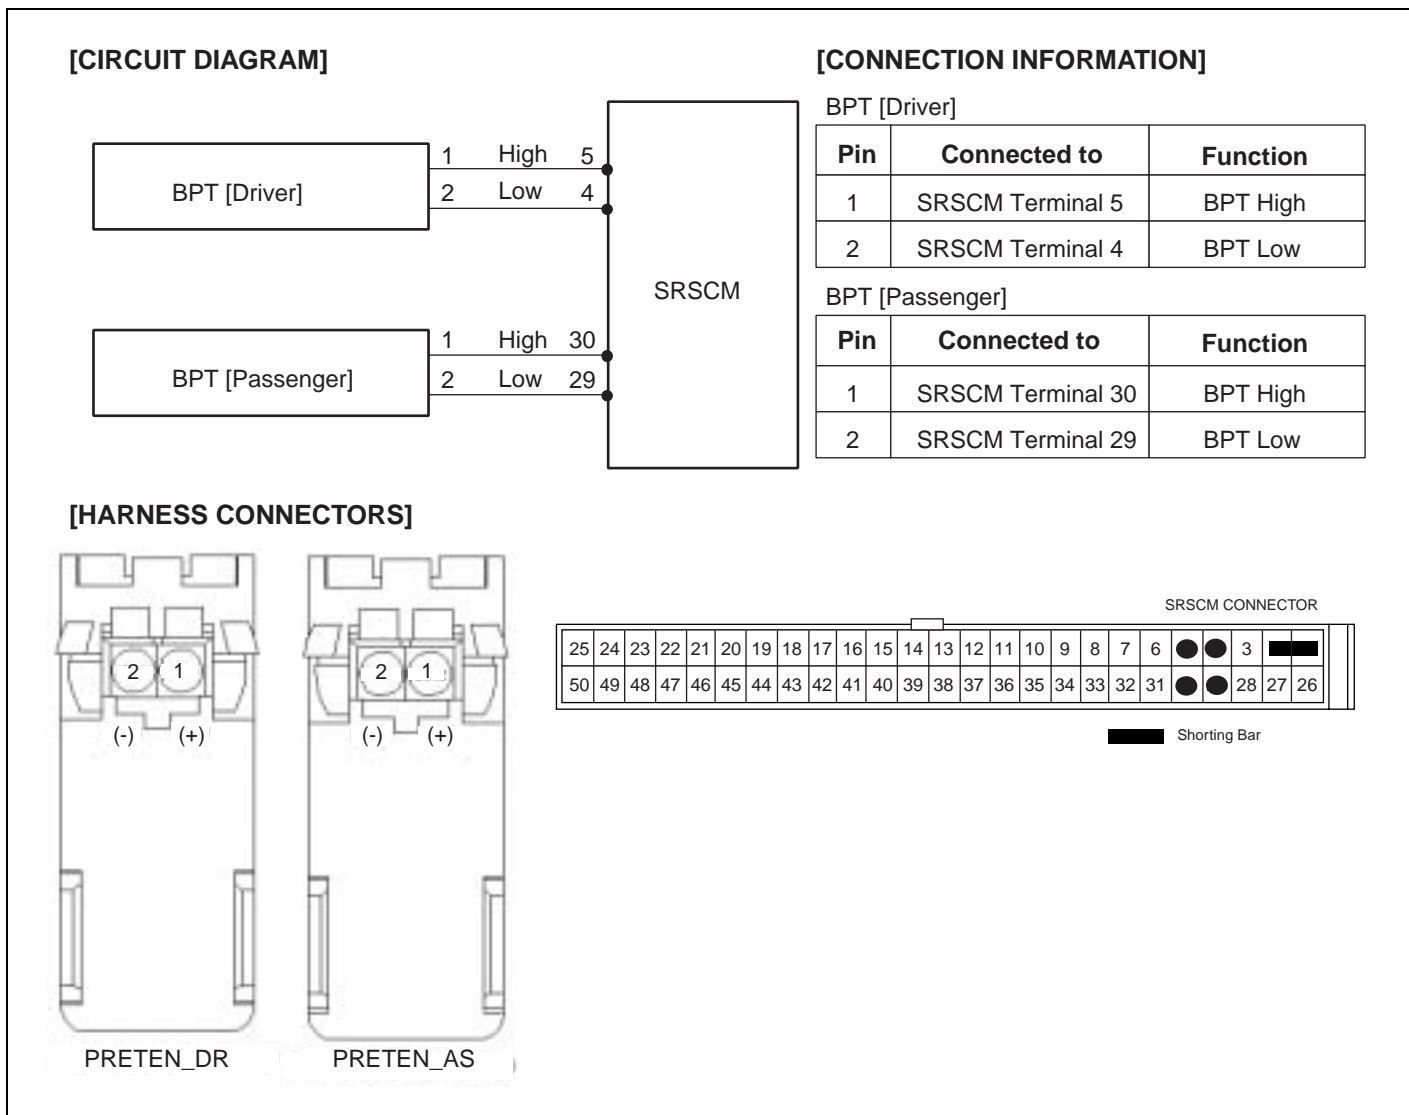 [CIRCUIT DIAGRAM]
BPT [Driver]
1 High 5
2 Low 4
SRSCM
BPT [Passenger]
1 High 30
2 Low 29
[CONNECTION INFORMATION]
BPT [Driver]
Pin Connected to Function
1 SRSCM Terminal 5 BPT High
2 SRSCM Terminal 4 BPT Low
BPT [Passenger]
Pin Connected to Function
1 SRSCM Terminal 30 BPT High
2 SRSCM Terminal 29 BPT Low
[HARNESS CONNECTORS]
2 1
(-) (+)
PRETEN_DR
2 1
(-) (+)
PRETEN_AS
SRSCM CONNECTOR
25 24 23 22 21 20 19 18 17 16 15 14 13 12 11 10 9 8 7 6 3
50 49 48 47 46 45 44 43 42 41 40 39 38 37 36 35 34 33 32 31 28 27 26
Shorting Bar